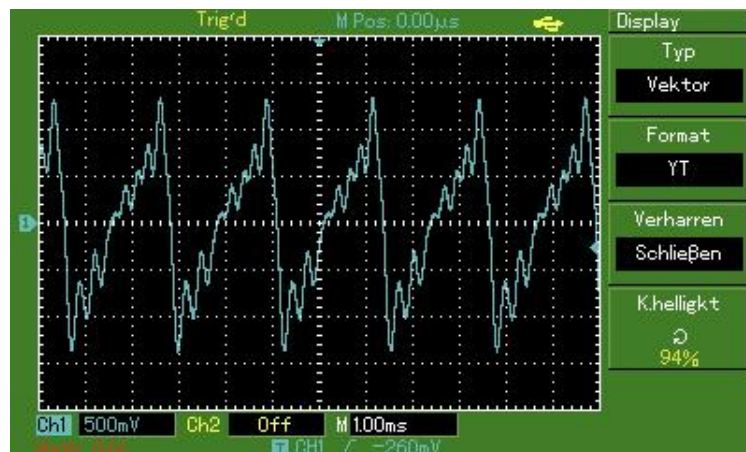 Trig'd M Pos: 0.00µs Display
Typ
Vektor
Format
YT
1
Verharren
Schließen
K.helligkt
94%
Ch1 500mV Ch2 Off M 1.00ms
T CH1 / -260mV